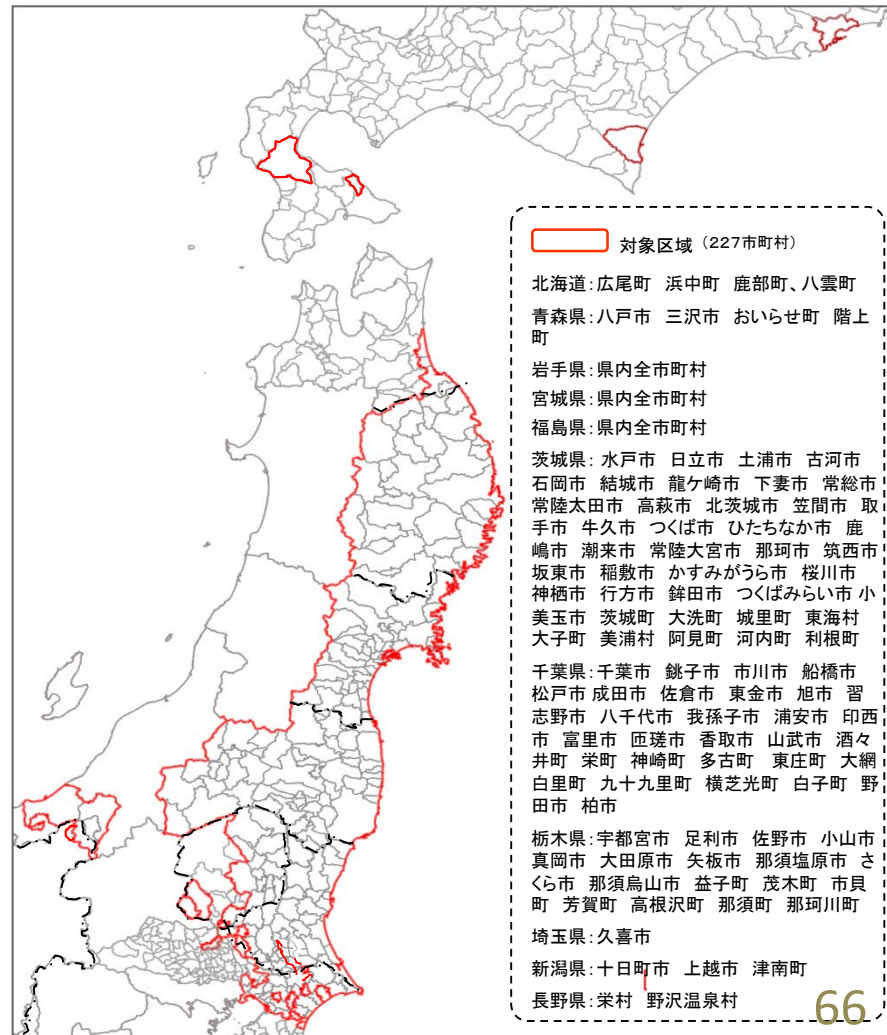 対象区域（227市町村）
北海道：広尾町　浜中町　鹿部町、八雲町
青森県：八戸市　三沢市　おいらせ町　階上
町
岩手県：県内全市町村
宮城県：県内全市町村
福島県：県内全市町村
茨城県：水戸市　日立市　土浦市　古河市
石岡市　結城市　龍ケ崎市　下妻市　常総市
常陸太田市　高萩市　北茨城市　笠間市　取
手市　牛久市　つくば市　ひたちなか市　鹿
嶋市　潮来市　常陸大宮市　那珂市　筑西市
坂東市　稲敷市　かすみがうら市　桜川市
神栖市　行方市　鉾田市　つくばみらい市　小
美玉市　茨城町　大洗町　城里町　東海村
大子町　美浦村　阿見町　河内町　利根町
千葉県：千葉市　銚子市　市川市　船橋市
松戸市　成田市　佐倉市　東金市　旭市　習
志野市　八千代市　我孫子市　浦安市　印西
市　富里市　匝瑳市　香取市　山武市　酒々
井町　栄町　神崎町　多古町　東庄町　大網
白里町　九十九里町　横芝光町　白子町　野
田市　柏市
栃木県：宇都宮市　足利市　佐野市　小山市
真岡市　大田原市　矢板市　那須塩原市　さ
くら市　那須烏山市　益子町　茂木町　市貝
町　芳賀町　高根沢町　那須町　那珂川町
埼玉県：久喜市
新潟県：十日町市　上越市　津南町
長野県：栄村　野沢温泉村
66